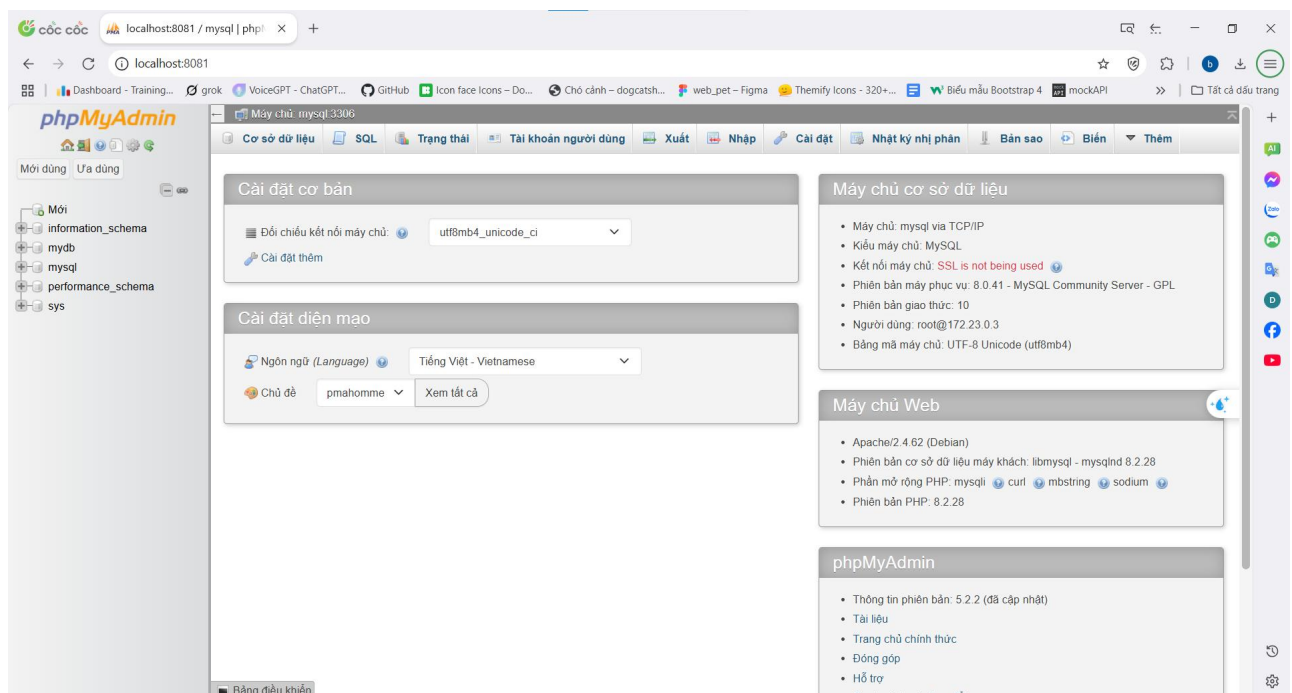 cốc cốc
localhost:8081 / mysql | php
localhost:8081
Dashboard - Training...
grok
VoiceGPT - ChatGPT...
GitHub
Icon face Icons – Do...
Chó cảnh – dogcatsh...
web_pet – Figma
Themify Icons - 320+...
Biểu mẫu Bootstrap 4
mockAPI
Tất cả dấu trang
phpMyAdmin
Mới dùng Ưa dùng
Mới
information_schema
mydb
mysql
performance_schema
sys
Máy chủ: mysql:3306
Cơ sở dữ liệu
SQL
Trạng thái
Tài khoản người dùng
Xuất
Nhập
Cài đặt
Nhật ký nhị phân
Bản sao
Biến
Thêm
Cài đặt cơ bản
Đối chiếu kết nối máy chủ: utf8mb4_unicode_ci
Cài đặt thêm
Cài đặt diện mạo
Ngôn ngữ (Language) Tiếng Việt - Vietnamese
Chủ đề pmahomme Xem tất cả
Máy chủ cơ sở dữ liệu
• Máy chủ: mysql via TCP/IP
• Kiểu máy chủ: MySQL
• Kết nối máy chủ: SSL is not being used
• Phiên bản máy phục vụ: 8.0.41 - MySQL Community Server - GPL
• Phiên bản giao thức: 10
• Người dùng: root@172.23.0.3
• Bảng mã máy chủ: UTF-8 Unicode (utf8mb4)
Máy chủ Web
• Apache/2.4.62 (Debian)
• Phiên bản cơ sở dữ liệu máy khách: libmysql - mysqlnd 8.2.28
• Phần mở rộng PHP: mysqli curl mbstring sodium
• Phiên bản PHP: 8.2.28
phpMyAdmin
• Thông tin phiên bản: 5.2.2 (đã cập nhật)
• Tài liệu
• Trang chủ chính thức
• Đóng góp
• Hỗ trợ
Bảng điều khiển
b
AI
Zalo
D